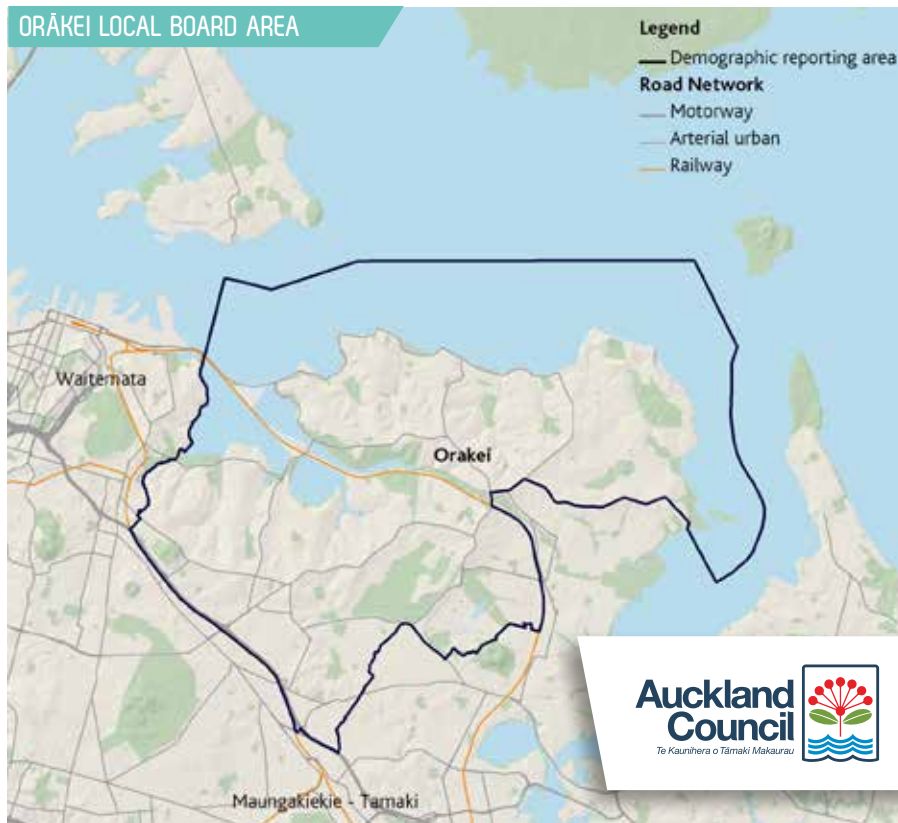 ORĀKEI LOCAL BOARD AREA
Legend
Demographic reporting area
Road Network
Motorway
Arterial urban
Railway
Waitemata
Orakei
Maungakiekie - Tamaki
Auckland
Council
Te Kaunihera o Tāmaki Makaurau